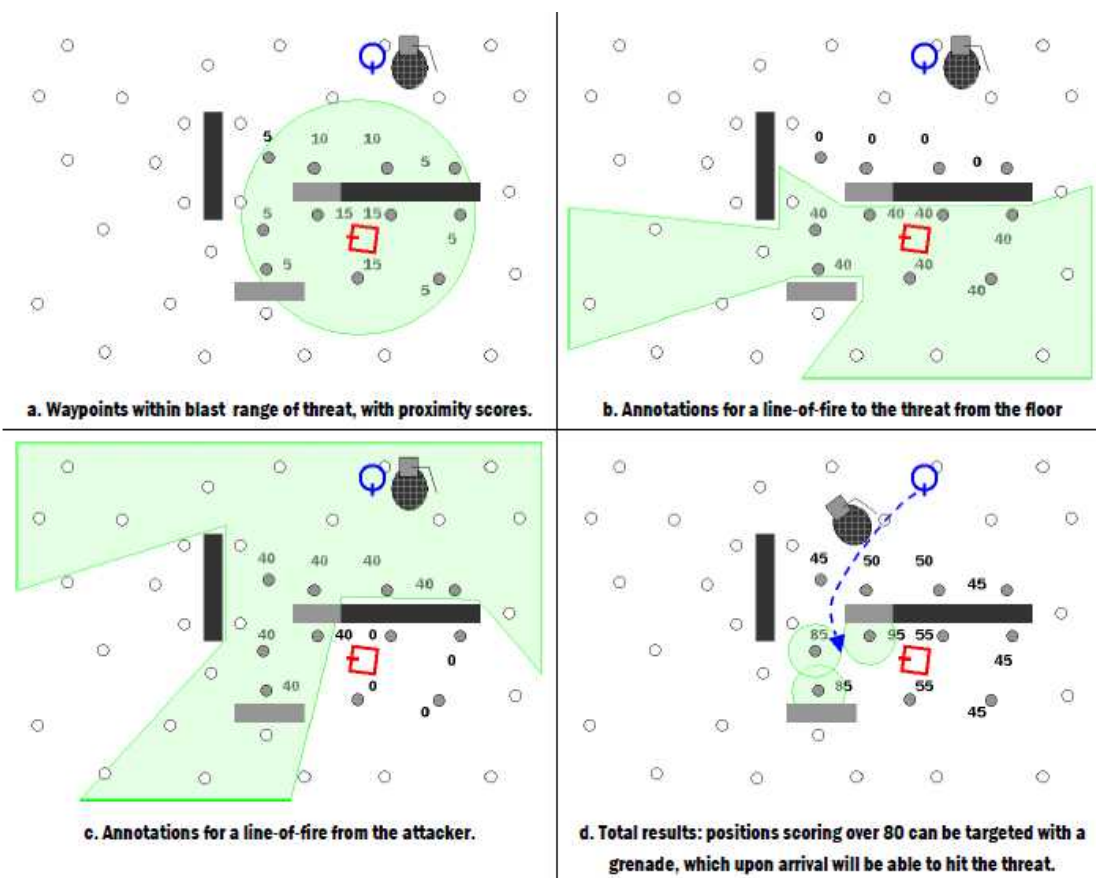 5 10 10 5
5 15 15
5
5 15
5
a. Waypoints within blast range of threat, with proximity scores.
0 0 0 0
40 40 40
40
40 40
40
b. Annotations for a line-of-fire to the threat from the floor
40 40 40 40
40 40 0
0
40 0
0
c. Annotations for a line-of-fire from the attacker.
45 50 50 45
85 95 55
45
85 55
45
d. Total results: positions scoring over 80 can be targeted with a
grenade, which upon arrival will be able to hit the threat.